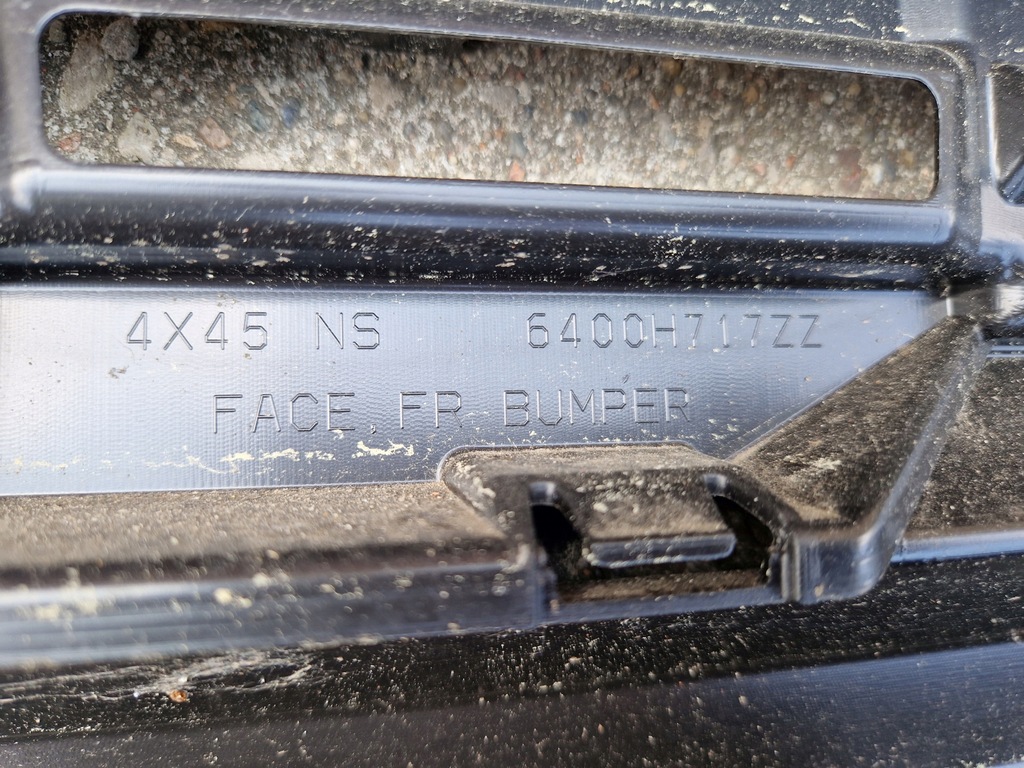 4X45 NS 6400H717ZZ
FACE, FR BUMPER